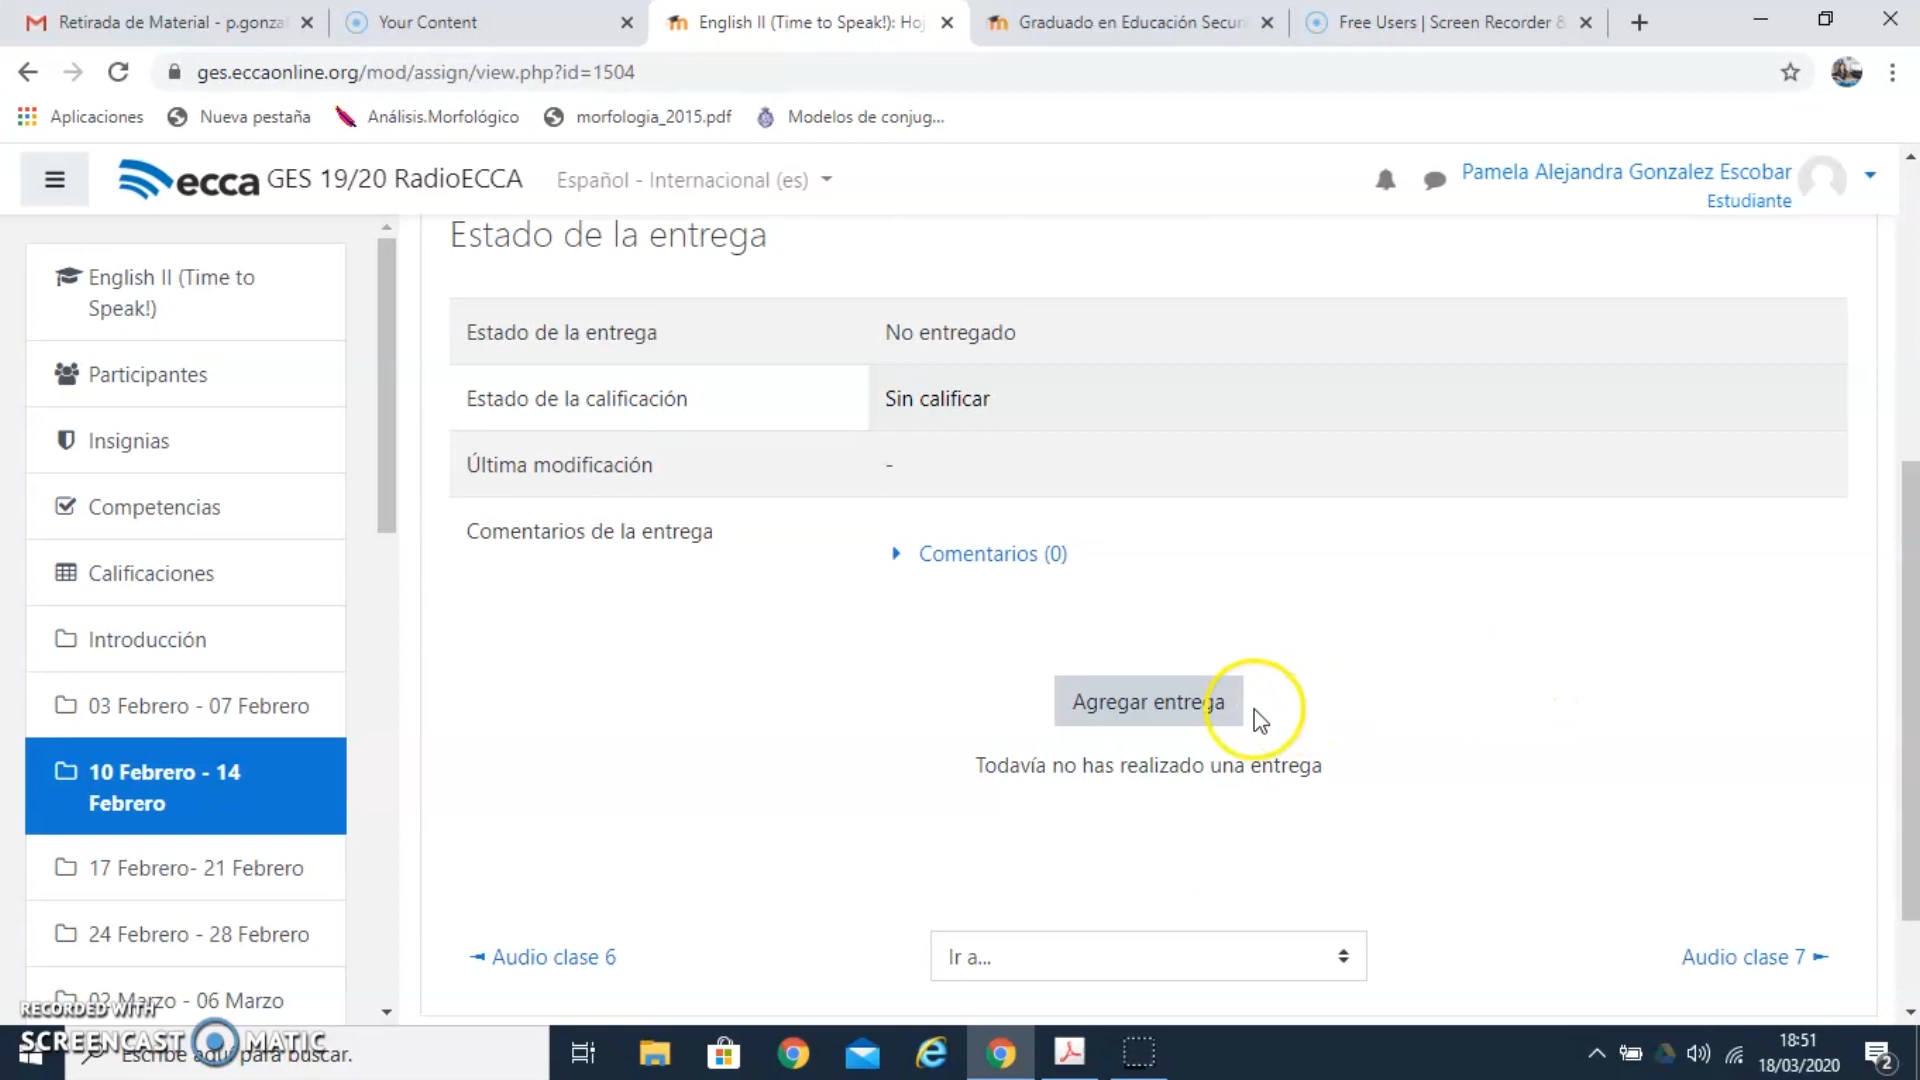 Retirada de Material - p.gonza
Your Content
English II (Time to Speak!): Hoj
Graduado en Educación Secun
Free Users | Screen Recorder &
ges.eccaonline.org/mod/assign/view.php?id=1504
Aplicaciones
Nueva pestaña
Análisis.Morfológico
morfologia_2015.pdf
Modelos de conjug...
ecca GES 19/20 RadioECCA
Español - Internacional (es)
Pamela Alejandra Gonzalez Escobar
Estudiante
English II (Time to
Speak!)
Participantes
Insignias
Competencias
Calificaciones
Introducción
03 Febrero - 07 Febrero
10 Febrero - 14
Febrero
17 Febrero- 21 Febrero
24 Febrero - 28 Febrero
02 Marzo - 06 Marzo
Estado de la entrega
Estado de la entrega
No entregado
Estado de la calificación
Sin calificar
Última modificación
-
Comentarios de la entrega
Comentarios (0)
Agregar entrega
Todavía no has realizado una entrega
Audio clase 6
Ir a...
Audio clase 7
RECORDED WITH
SCREENCAST MATIC
Escribe aquí para buscar.
18:51
18/03/2020
2